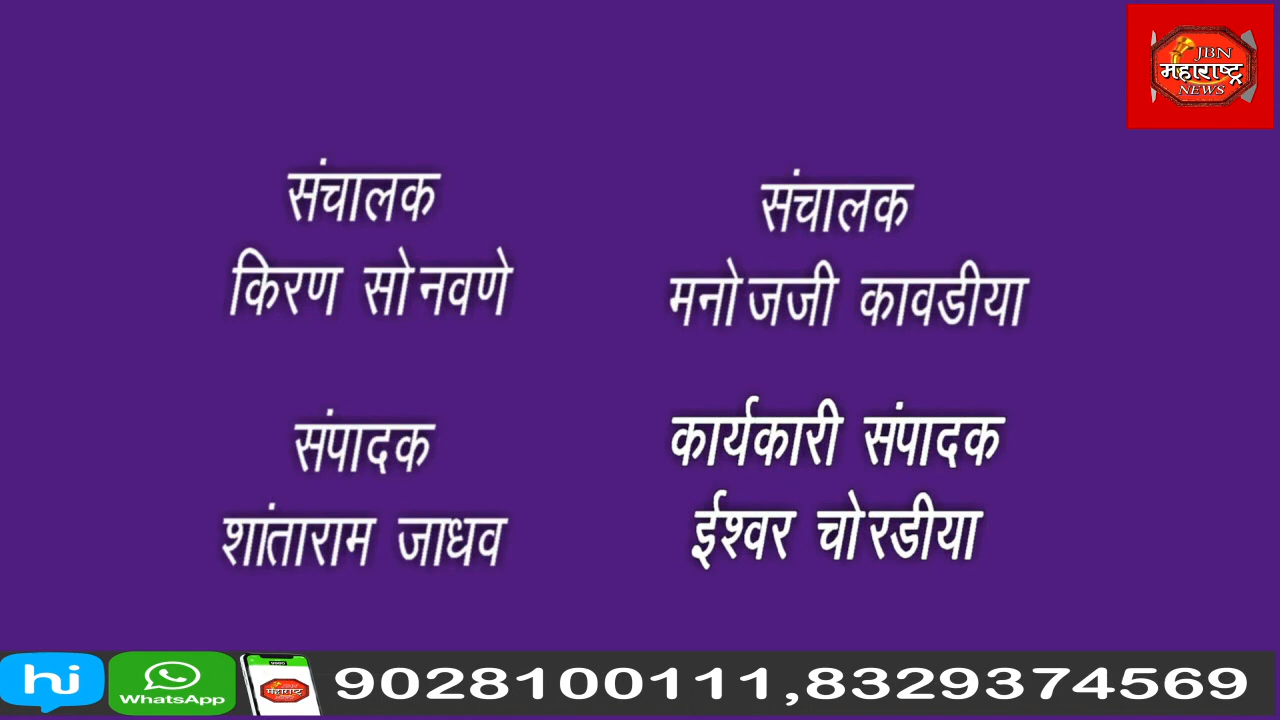 JBN
महाराष्ट्र
NEWS
संचालक
किरण सोनवणे
संचालक
मनोजजी कावडीया
संपादक
शांताराम जाधव
कार्यकारी संपादक
ईश्वर चोरडीया
hi
WhatsApp
महाराष्ट्र
9028100111,8329374569